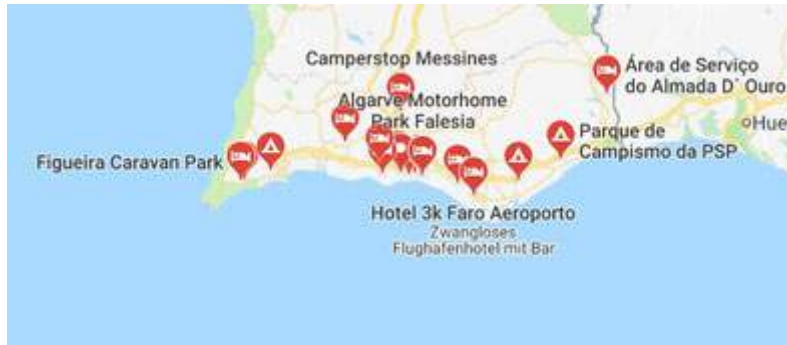 Camperstop Messines
Algarve Motorhome
Park Falesia
Área de Serviço
do Almada D´ Ouro
Hue
Parque de
Campismo da PSP
Figueira Caravan Park
Hotel 3k Faro Aeroporto
Zwangloses
Flughafenhotel mit Bar